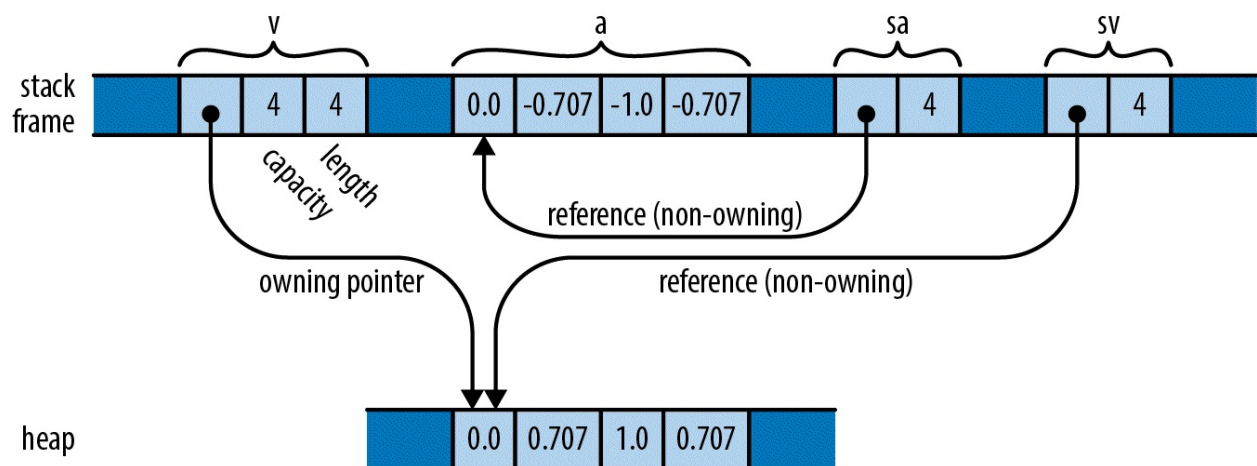 v a sa sv
stack frame
4 4 0.0 -0.707 -1.0 -0.707 4 4
capacity
length
reference (non-owning)
owning pointer
reference (non-owning)
heap 0.0 0.707 1.0 0.707